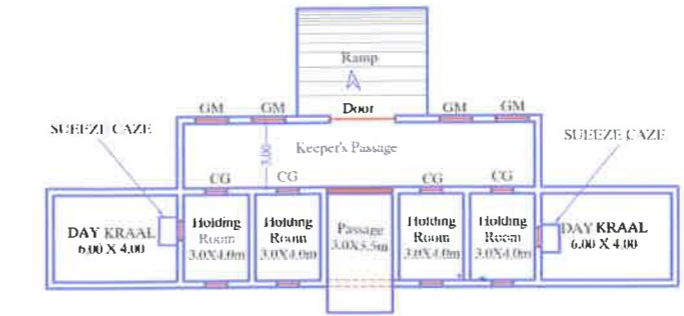 Ramp
GM
GM
Door
GM
GM
SUEEZE CAZE
3.00
Keeper's Passage
SUEEZE CAZE
CG
CG
CG
CG
DAY KRAAL
6.00 X 4.00
Holding
Room
3.0X4.0m
Holding
Room
3.0X4.0m
Passage
3.0X5.5m
Holding
Room
3.0X4.0m
Holding
Room
3.0X4.0m
DAY KRAAL
6.00 X 4.00